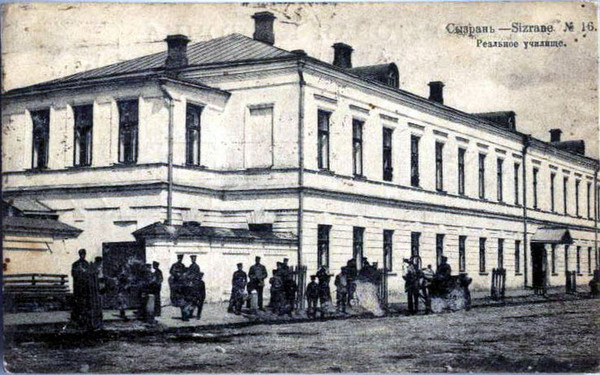 Сызрань — Sizrane № 16.
Реальное училище.